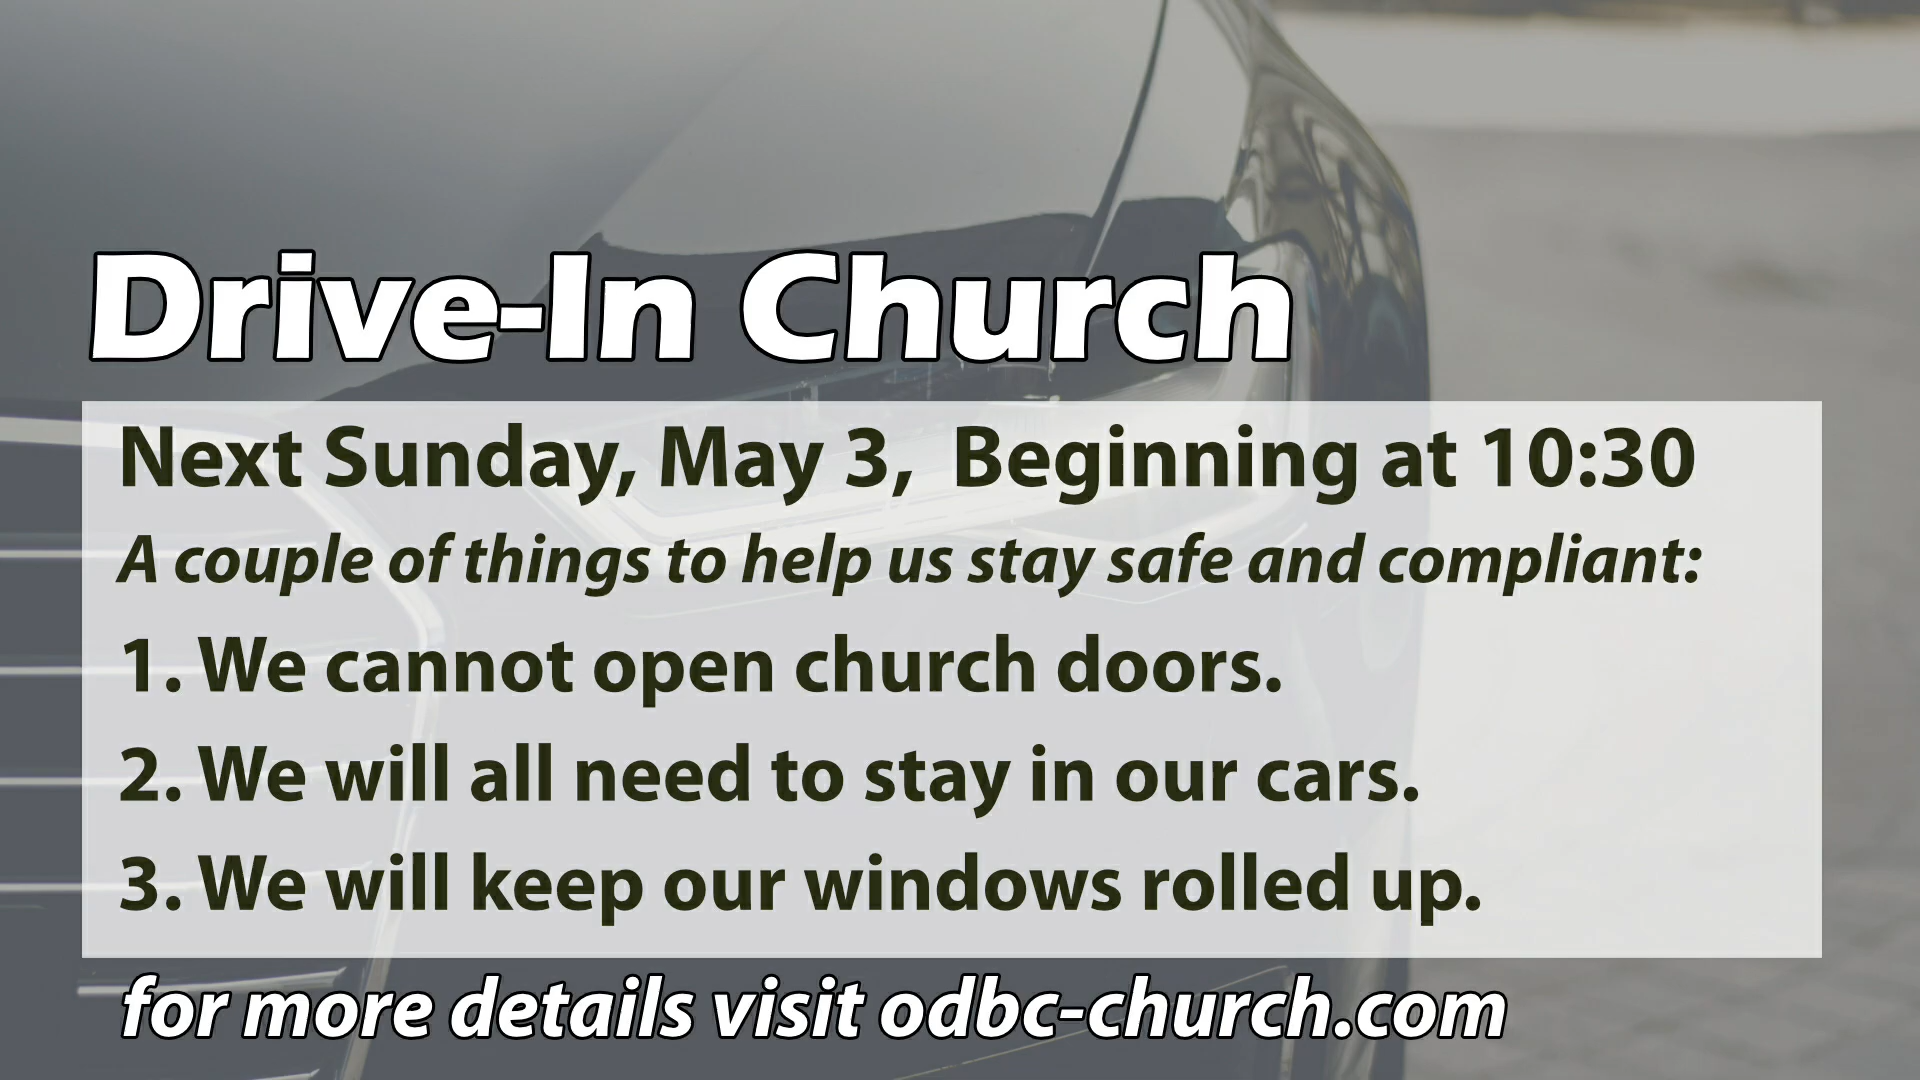 Drive-In Church
Next Sunday, May 3,  Beginning at 10:30
A couple of things to help us stay safe and compliant:
1. We cannot open church doors.
2. We will all need to stay in our cars.
3. We will keep our windows rolled up.
for more details visit odbc-church.com